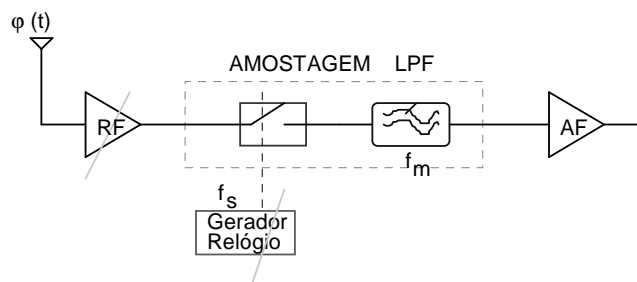 φ (t)
AMOSTAGEM LPF
RF
AF
f_m
f_s
Gerador
Relógio